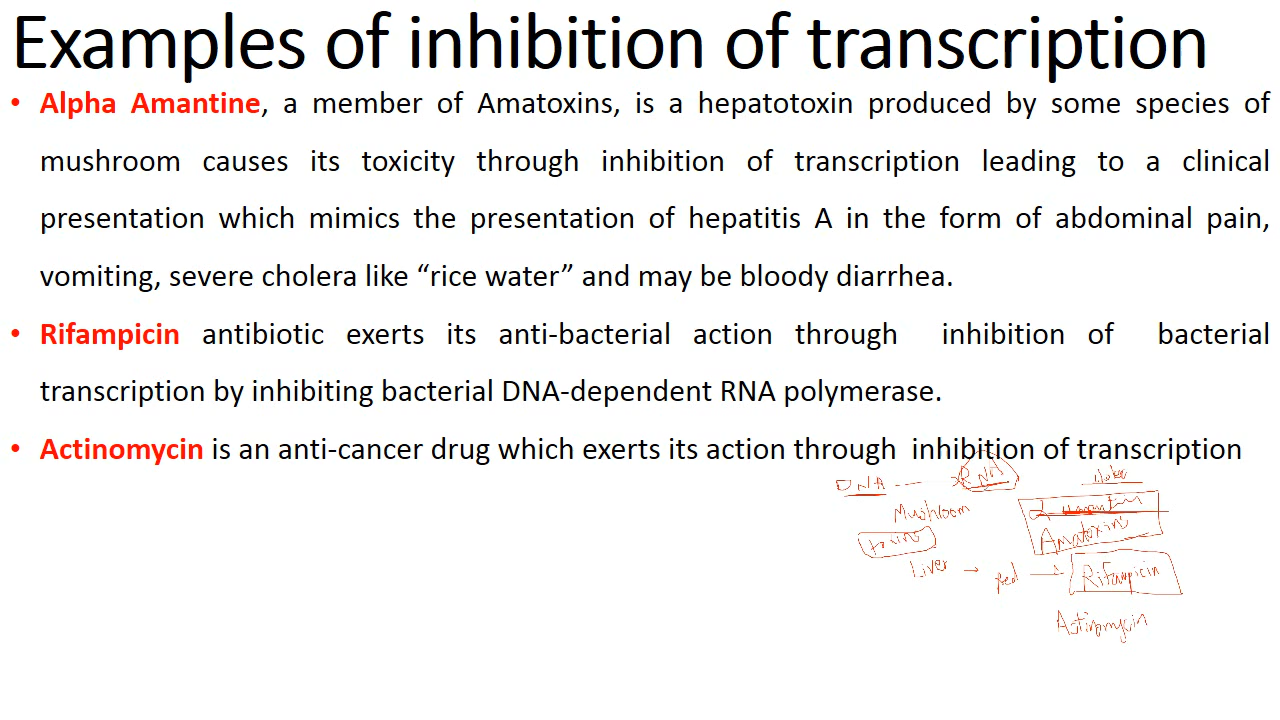 Examples of inhibition of transcription
• Alpha Amantine, a member of Amatoxins, is a hepatotoxin produced by some species of
mushroom causes its toxicity through inhibition of transcription leading to a clinical
presentation which mimics the presentation of hepatitis A in the form of abdominal pain,
vomiting, severe cholera like “rice water” and may be bloody diarrhea.
• Rifampicin antibiotic exerts its anti-bacterial action through inhibition of bacterial
transcription by inhibiting bacterial DNA-dependent RNA polymerase.
• Actinomycin is an anti-cancer drug which exerts its action through inhibition of transcription
DNA RNA
Mushroom
Amatoxin
Liver → red → Rifampicin
Actinomycin